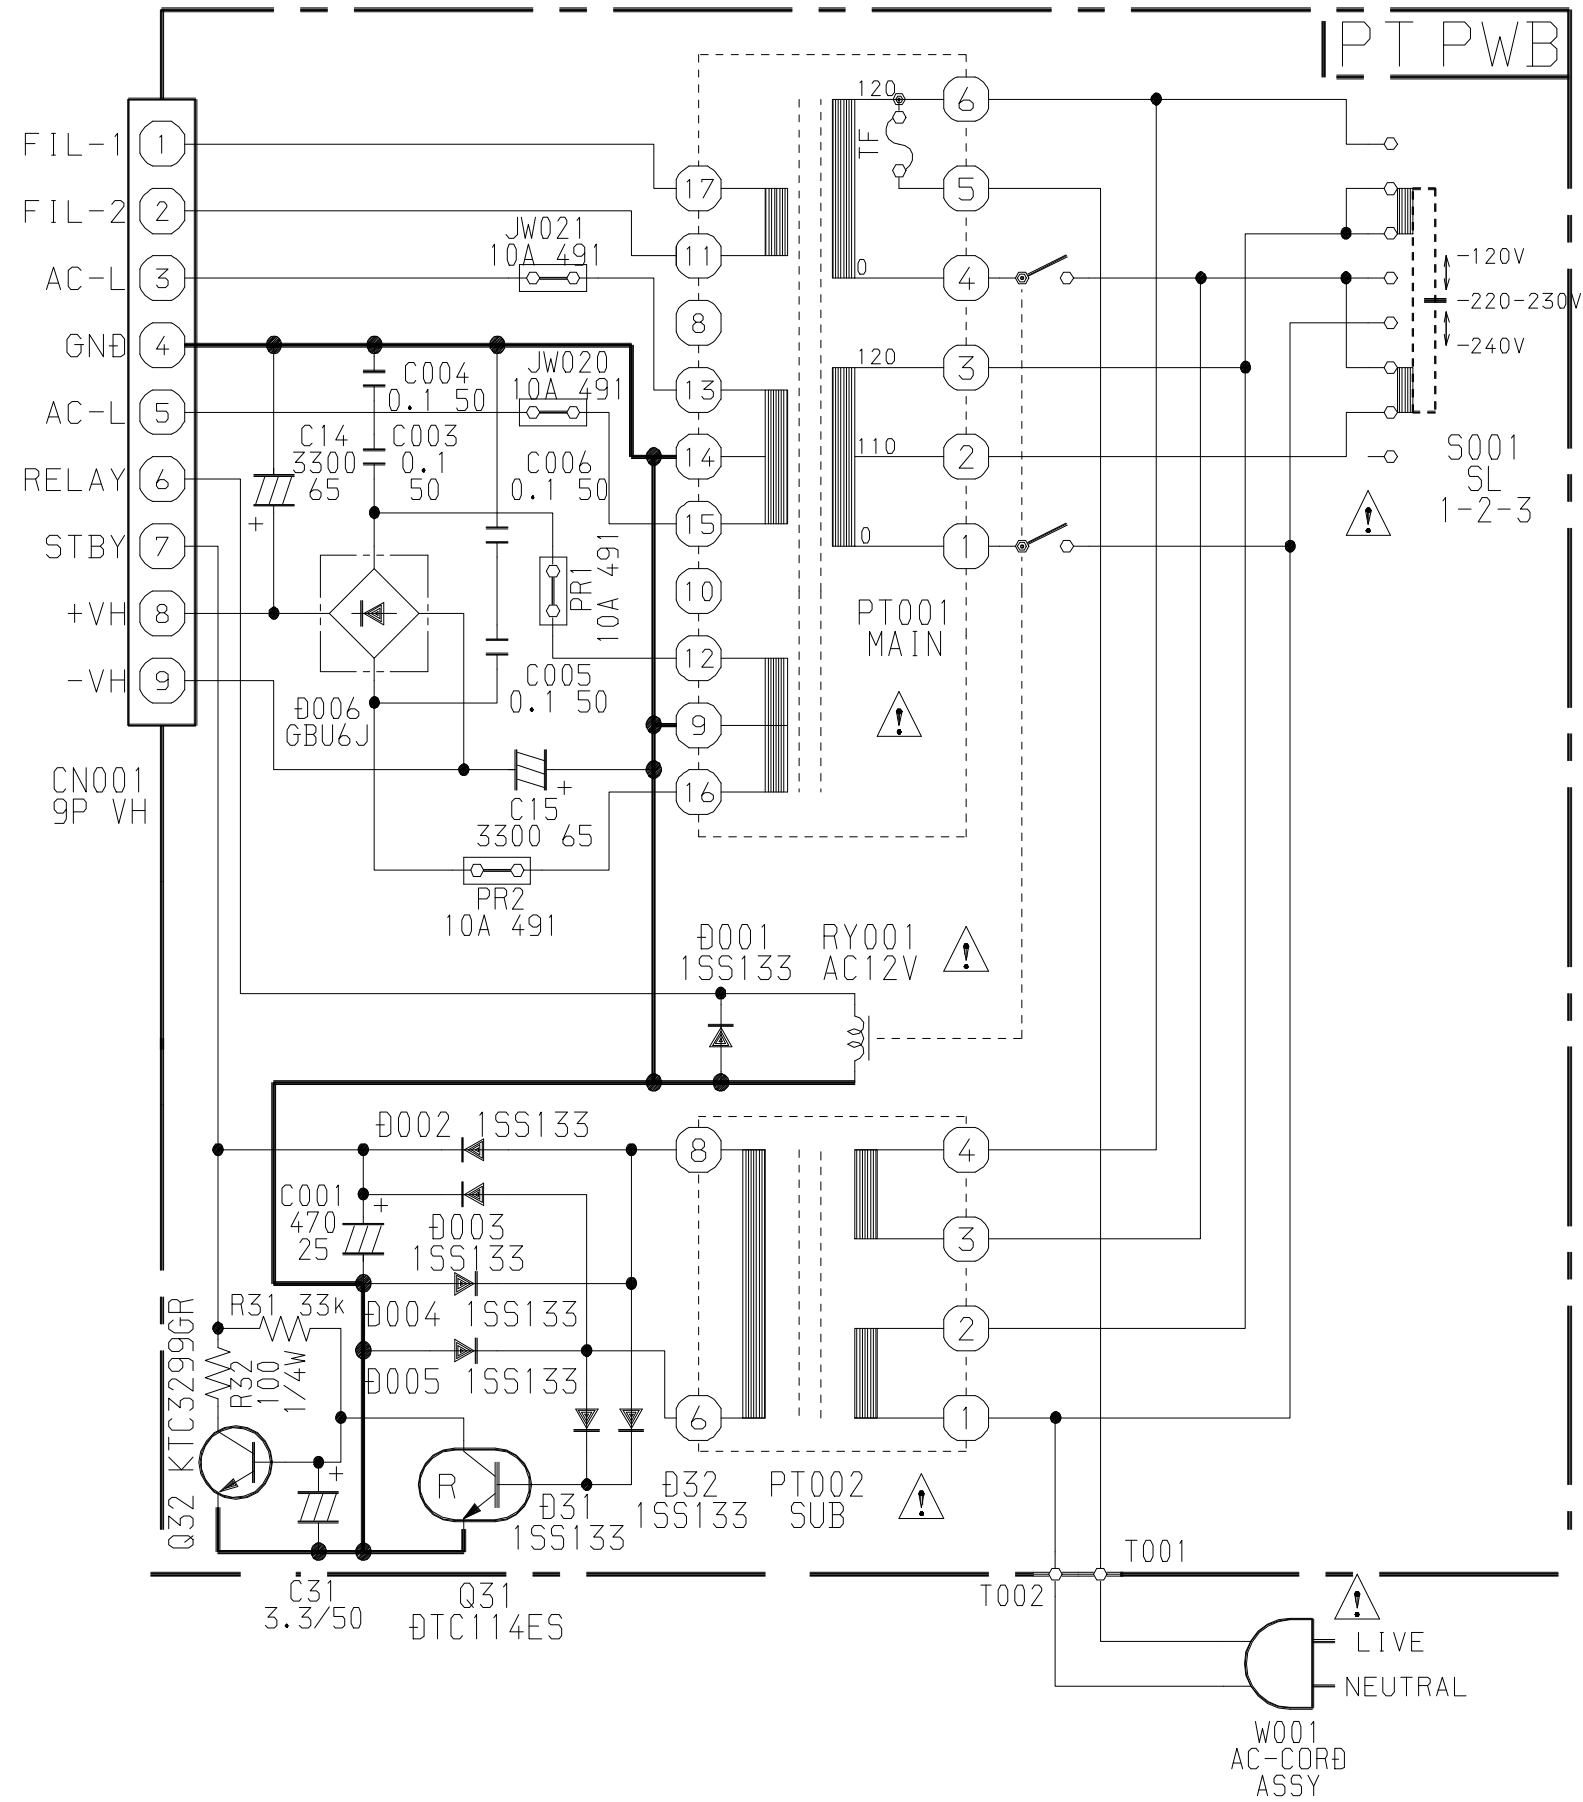 PT PWB
FIL-1
1
FIL-2
2
AC-L
3
GND
4
AC-L
5
RELAY
6
STBY
7
+VH
8
-VH
9
CN001
9P VH
JW021
10A 491
JW020
10A 491
C004
0.1 50
C003
0.1
50
C14
3300
65
+
C006
0.1 50
PR1
10A 491
C005
0.1 50
D006
GBU6J
+
C15
3300 65
PR2
10A 491
17
11
8
13
14
15
10
12
9
16
120
TF
0
120
110
0
6
5
4
3
2
1
PT001
MAIN
!
-120V
-220-230V
-240V
S001
SL
1-2-3
!
D001
1SS133
RY001
AC12V
!
D002 1SS133
C001
470
25
+
D003
1SS133
D004 1SS133
D005 1SS133
R31 33k
R32
100
1/4W
Q32 KTC3299GR
+
C31
3.3/50
R
Q31
DTC114ES
D31
1SS133
D32
1SS133
8
6
4
3
2
1
PT002
SUB
!
T001
T002
!
LIVE
NEUTRAL
W001
AC-CORD
ASSY